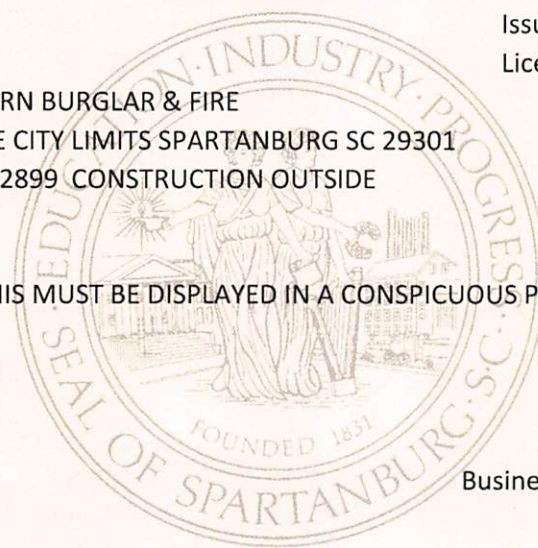 Issu
Lice
RN BURGLAR & FIRE
E CITY LIMITS SPARTANBURG SC 29301
2899 CONSTRUCTION OUTSIDE
HIS MUST BE DISPLAYED IN A CONSPICUOUS P
Busine
EDUCATION · INDUSTRY · PROGRESS
FOUNDED 1831
SEAL OF SPARTANBURG · S.C.